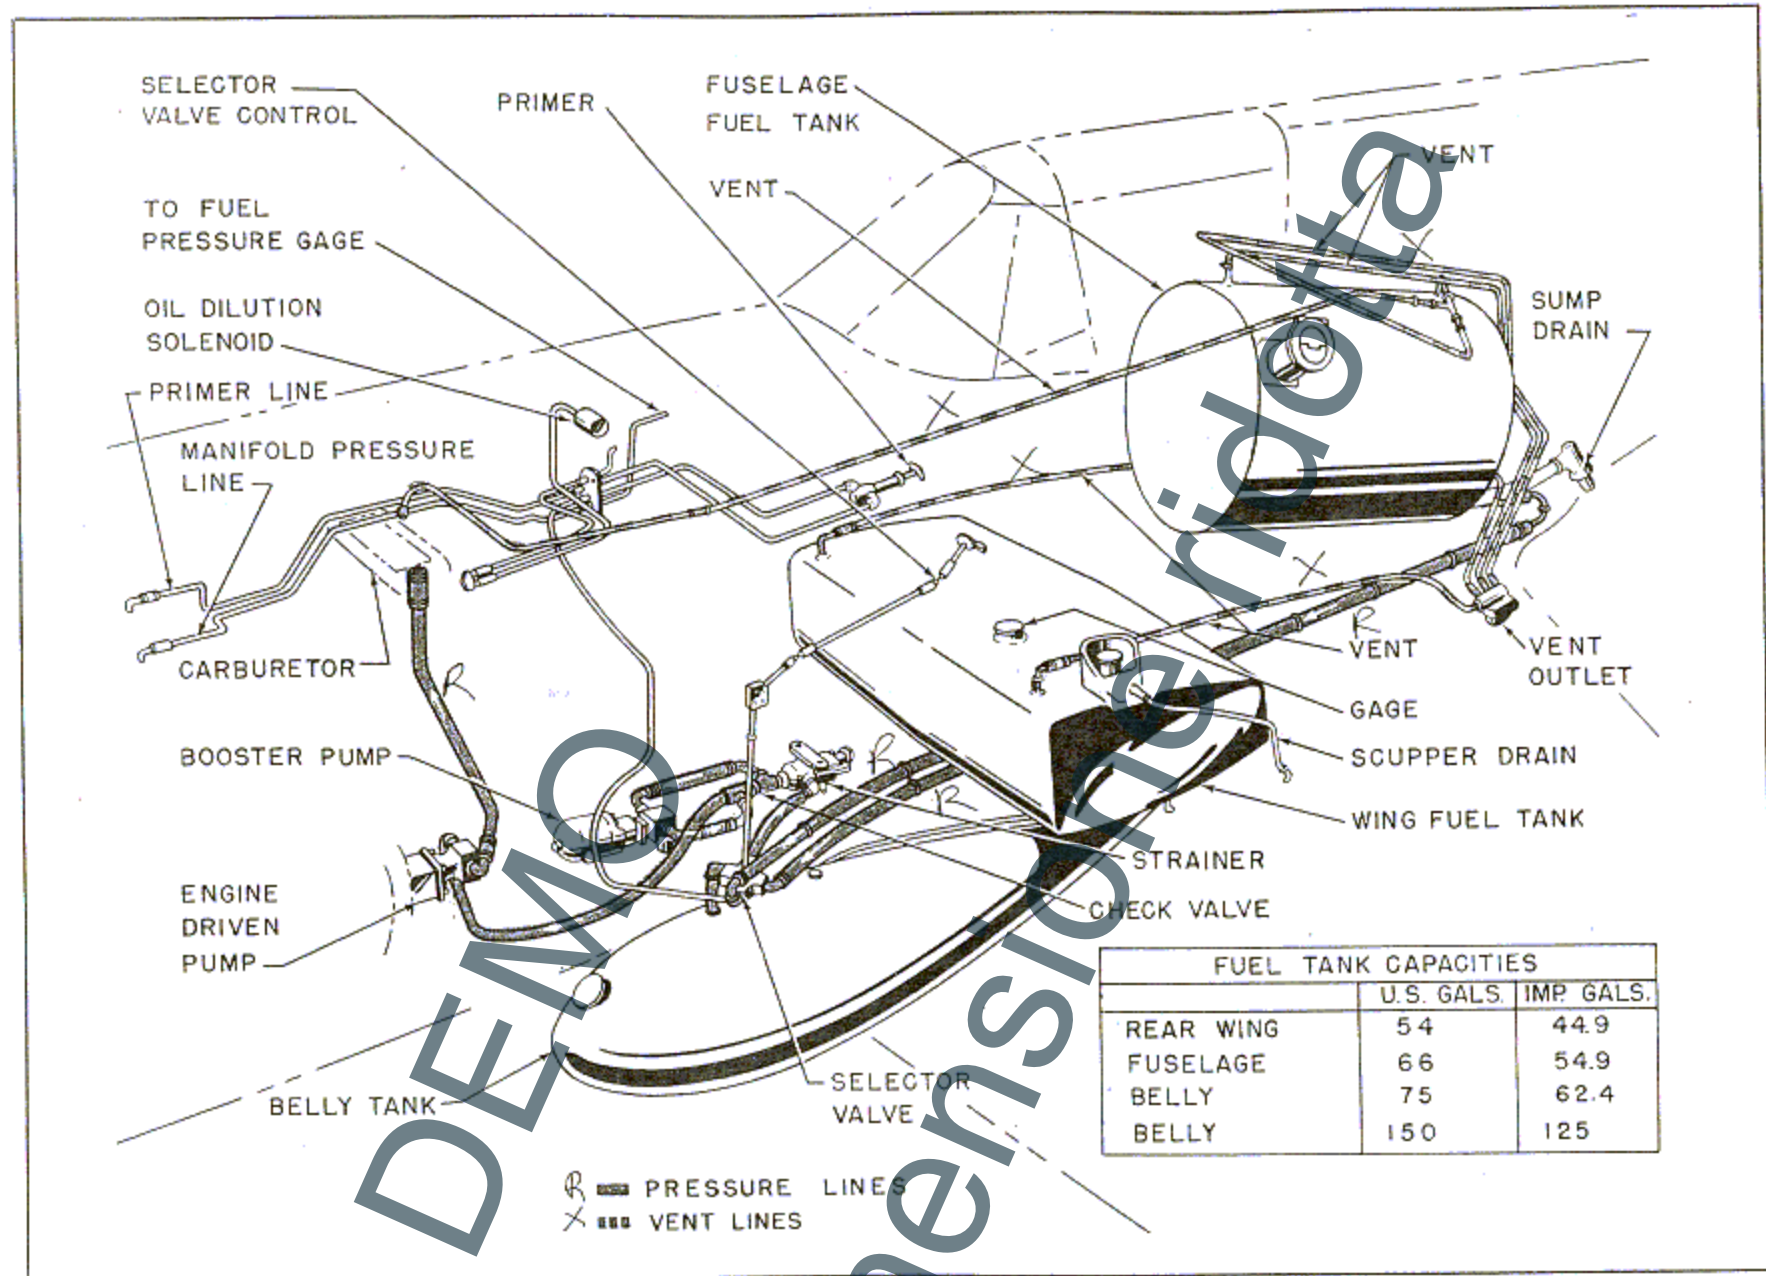 SELECTOR
VALVE CONTROL
PRIMER
FUSELAGE
FUEL TANK
VENT
VENT
TO FUEL
PRESSURE GAGE
OIL DILUTION
SOLENOID
SUMP
DRAIN
PRIMER LINE
MANIFOLD PRESSURE
LINE
CARBURETOR
VENT
VENT
OUTLET
GAGE
BOOSTER PUMP
SCUPPER DRAIN
WING FUEL TANK
STRAINER
ENGINE
DRIVEN
PUMP
CHECK VALVE
SELECTOR
VALVE
BELLY TANK
FUEL TANK CAPACITIES
U.S. GALS. IMP. GALS.
REAR WING 54 44.9
FUSELAGE 66 54.9
BELLY 75 62.4
BELLY 150 125
R PRESSURE LINES
X VENT LINES
X
X
X
X
R
R
R
R
DEMO
ensione ridotta